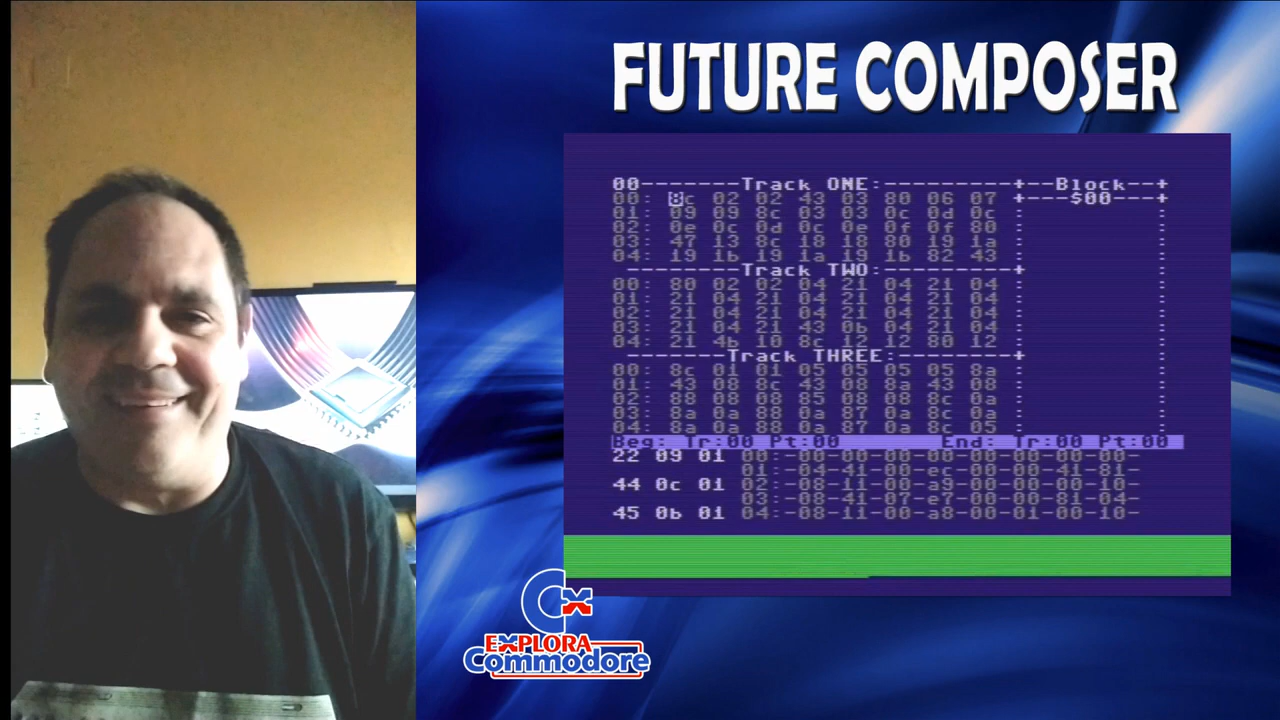 FUTURE COMPOSER
00-------Track ONE:---------+--Block--+
00: 8c 02 02 43 03 80 06 07 +---$00---+
01: 09 09 8c 03 03 0c 0d 0c :
02: 0e 0c 0d 0c 0e 0f 0f 80 :
03: 47 13 8c 18 18 80 19 1a :
04: 19 1b 19 1a 19 1b 82 43 :
--------Track TWO:---------+
00: 80 02 02 04 21 04 21 04 :
01: 21 04 21 04 21 04 21 04 :
02: 21 04 21 04 21 04 21 04 :
03: 21 04 21 43 0b 04 21 04 :
04: 21 4b 10 8c 12 12 80 12 :
-------Track THREE:---------+
00: 8c 01 01 05 05 05 05 8a :
01: 43 08 8c 43 08 8a 43 08 :
02: 88 08 08 85 08 08 8c 0a :
03: 8a 0a 88 0a 87 0a 8c 0a :
04: 8a 0a 88 0a 87 0a 8c 05 :
Beg: Tr:00 Pt:00 End: Tr:00 Pt:00
22 09 01 00:-00-00-00-00-00-00-00-00-
01:-04-41-00-ec-00-00-41-81-
44 0c 01 02:-08-11-00-a9-00-00-00-10-
03:-08-41-07-e7-00-00-81-04-
45 0b 01 04:-08-11-00-a8-00-01-00-10-
EXPLORA
Commodore